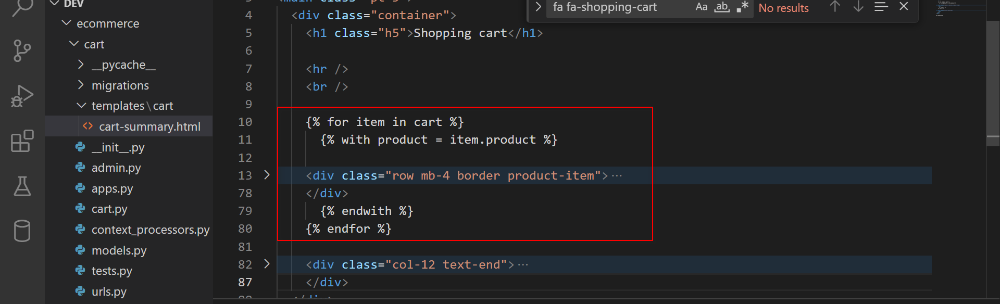 DEV
ecommerce
cart
__pycache__
migrations
templates\cart
cart-summary.html
__init__.py
admin.py
apps.py
cart.py
context_processors.py
models.py
tests.py
urls.py
fa fa-shopping-cart Aa ab .* No results
4 <div class="container">
5 <h1 class="h5">Shopping cart</h1>
6
7 <hr />
8 <br />
9
10 {% for item in cart %}
11 {% with product = item.product %}
12
13 <div class="row mb-4 border product-item">···
78 </div>
79 {% endwith %}
80 {% endfor %}
81
82 <div class="col-12 text-end">···
87 </div>